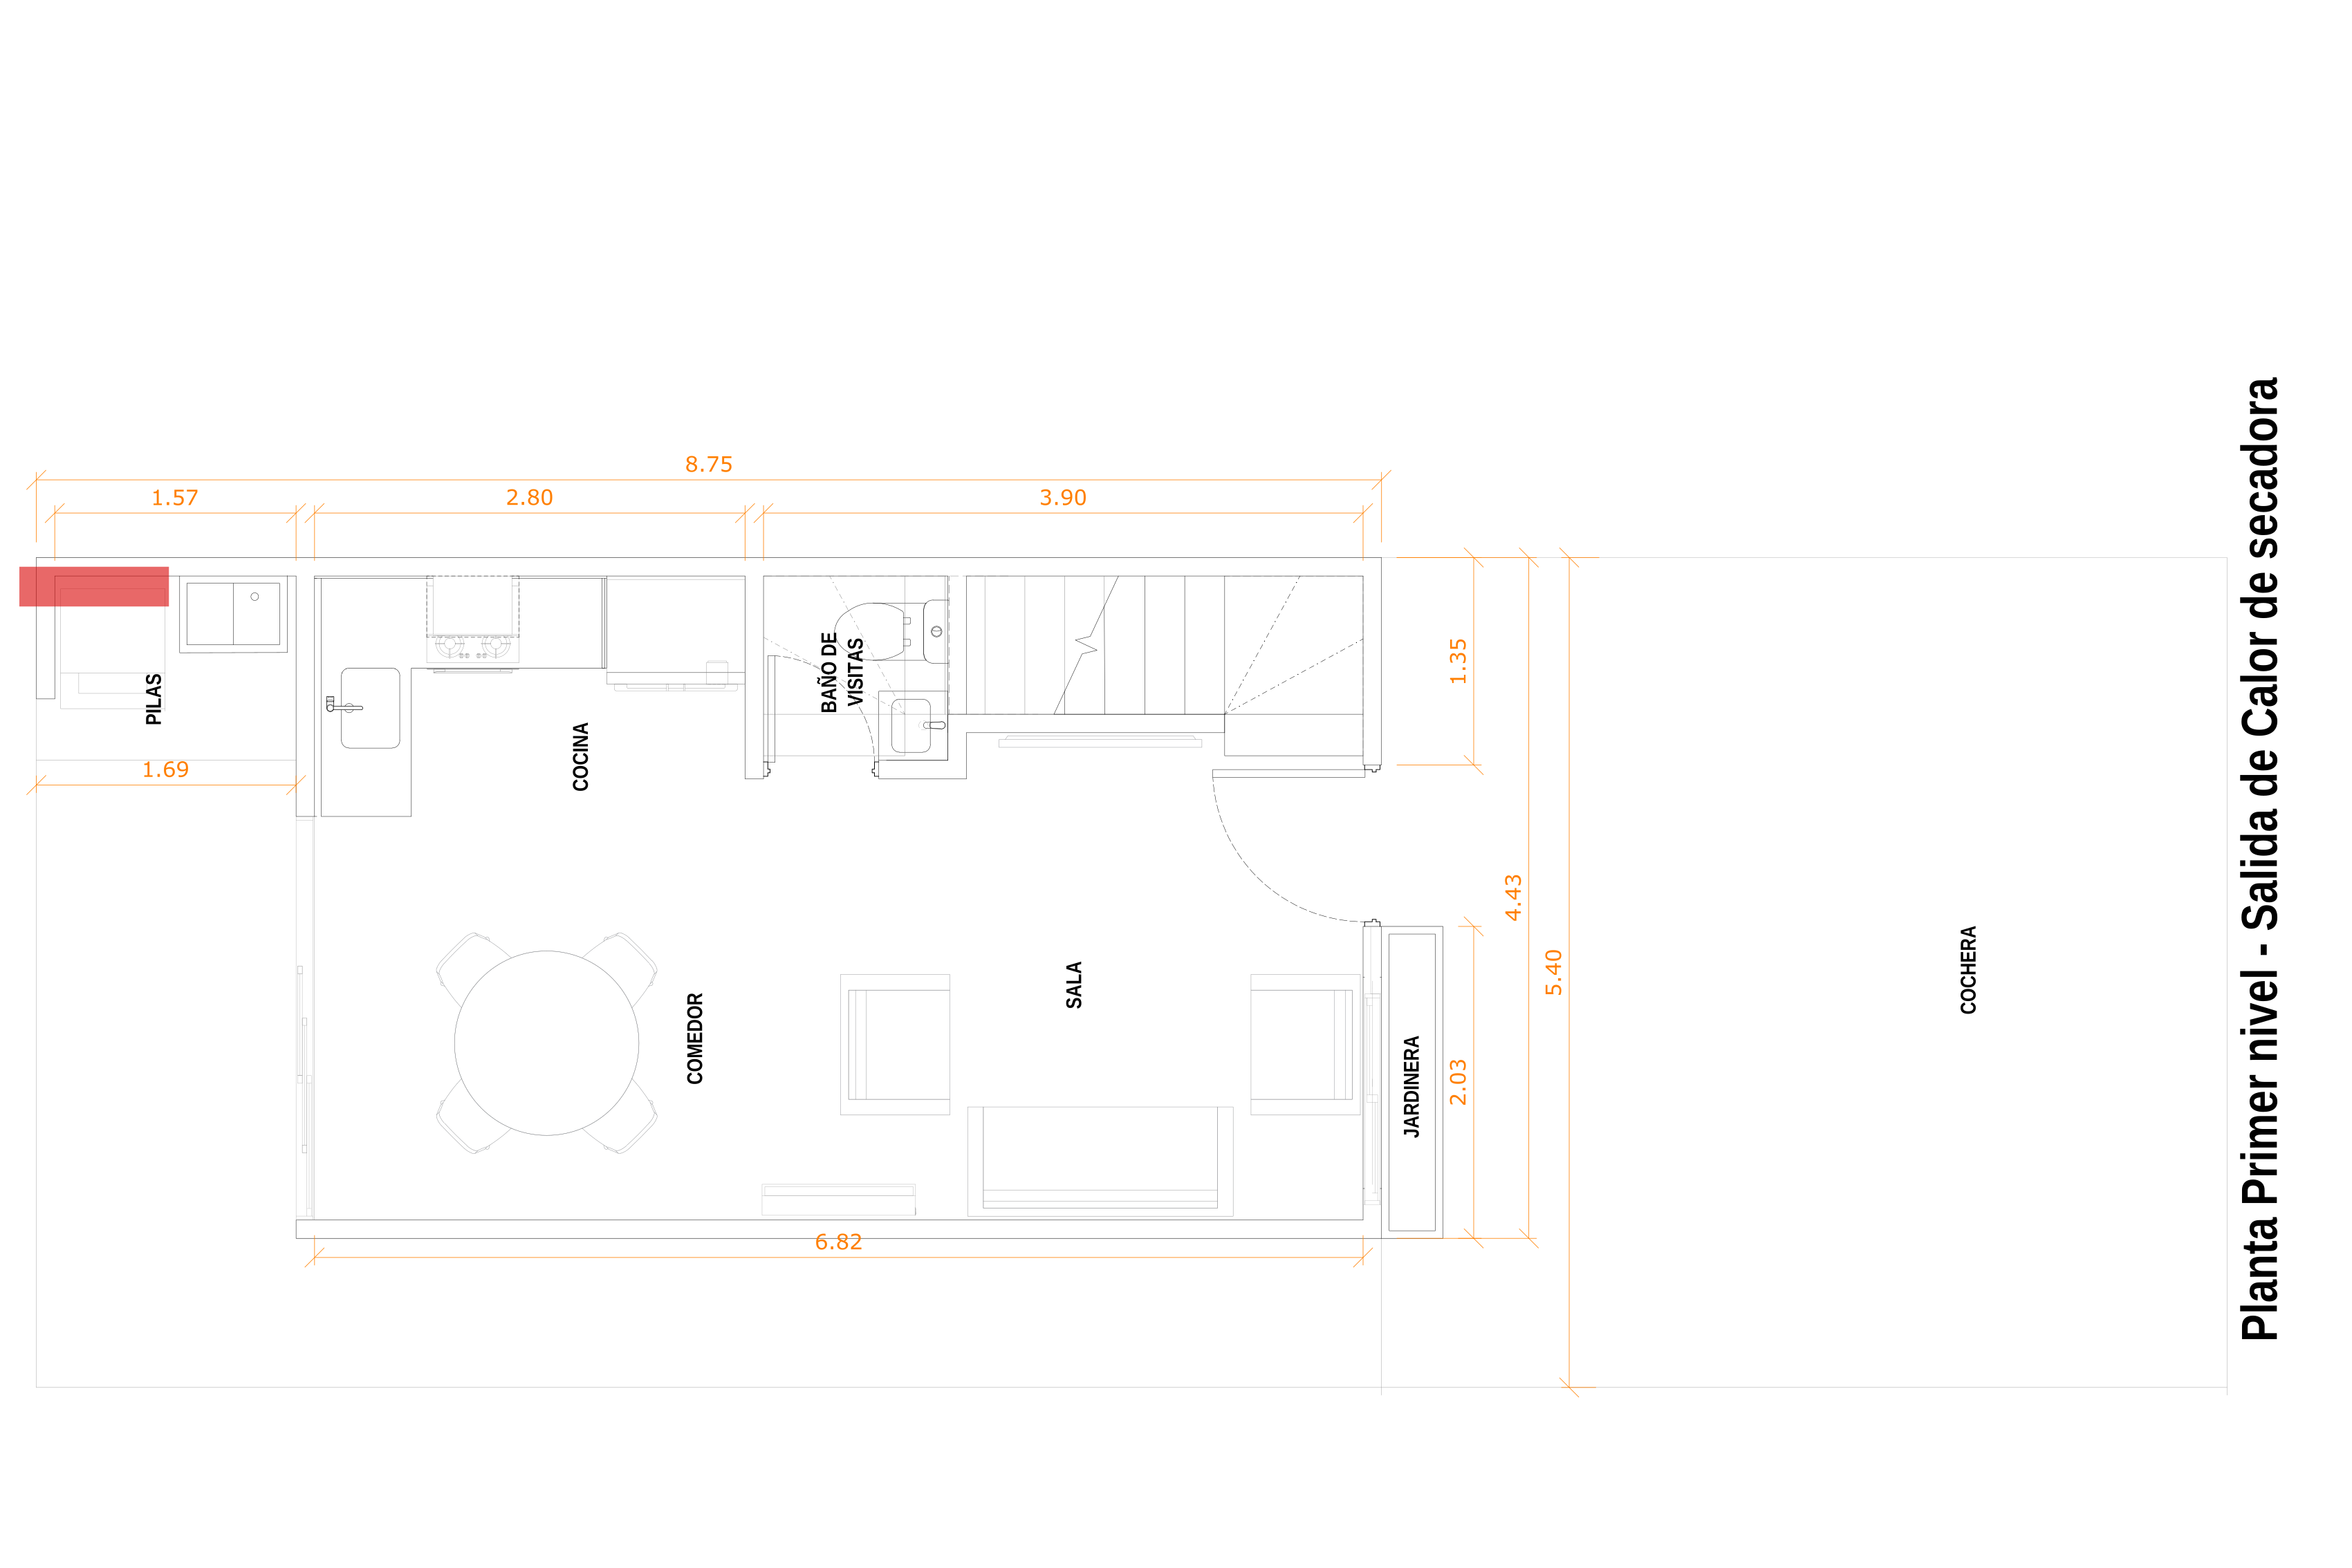 8.75
1.57
2.80
3.90
PILAS
1.69
COCINA
BAÑO DE
VISITAS
1.35
4.43
5.40
2.03
COMEDOR
SALA
JARDINERA
6.82
COCHERA
Planta Primer nivel - Salida de Calor de secadora